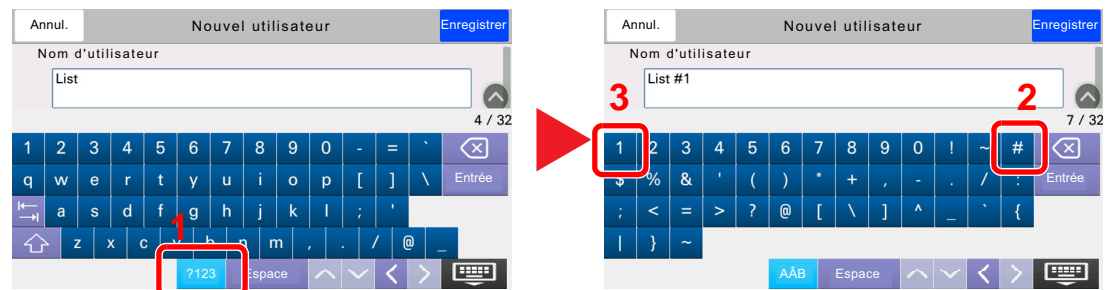 Annul. Nouvel utilisateur Enregistrer
Nom d'utilisateur
List
4 / 32
1 2 3 4 5 6 7 8 9 0 - = `
q w e r t y u i o p [ ] \ Entrée
a s d f g h j k l ; '
1
z x c v b n m , . / @ _
?123 Espace
Annul. Nouvel utilisateur Enregistrer
Nom d'utilisateur
List #1
3 2
7 / 32
1 2 3 4 5 6 7 8 9 0 ! ~ #
$ % & ' ( ) * + , - . / : Entrée
; < = > ? @ [ \ ] ^ _ ` {
| } ~
AÂB Espace